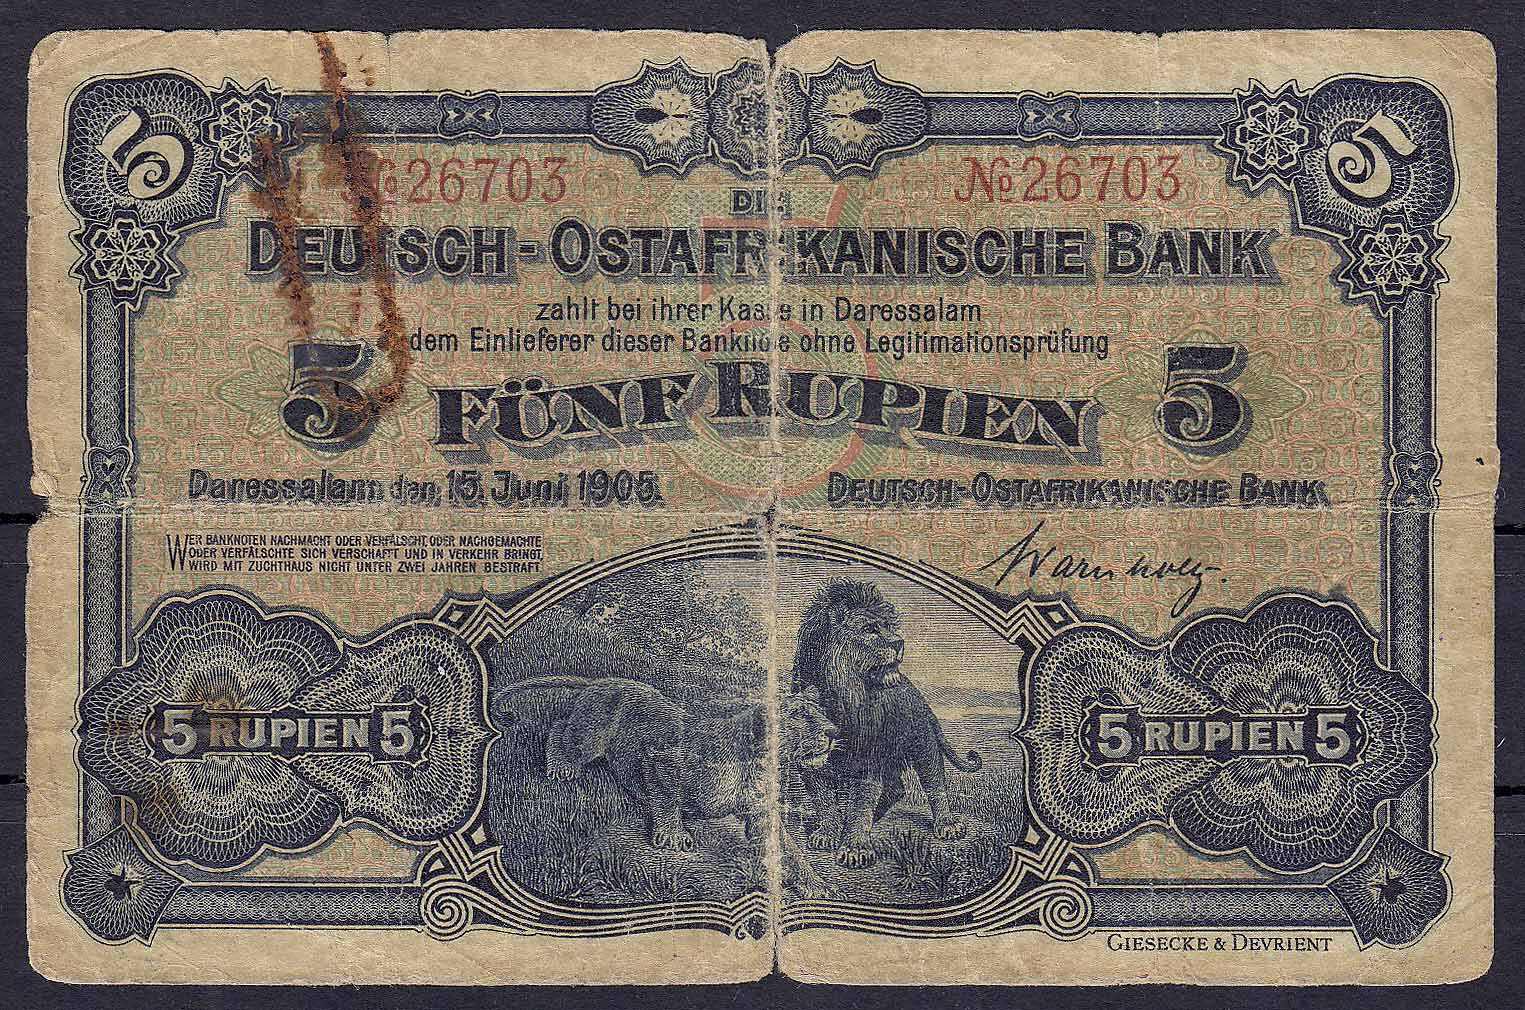 5 5
№26703 №26703
DIE
DEUTSCH-OSTAFRIKANISCHE BANK
zahlt bei ihrer Kasse in Daressalam
dem Einlieferer dieser Banknote ohne Legitimationsprüfung
5 FÜNF RUPIEN 5
Daressalam, den 15. Juni 1905. DEUTSCH-OSTAFRIKANISCHE BANK.
WER BANKNOTEN NACHMACHT ODER VERFÄLSCHT, ODER NACHGEMACHTE
ODER VERFÄLSCHTE SICH VERSCHAFFT UND IN VERKEHR BRINGT,
WIRD MIT ZUCHTHAUS NICHT UNTER ZWEI JAHREN BESTRAFT.
Warnholtz.
5 RUPIEN 5 5 RUPIEN 5
GIESECKE & DEVRIENT